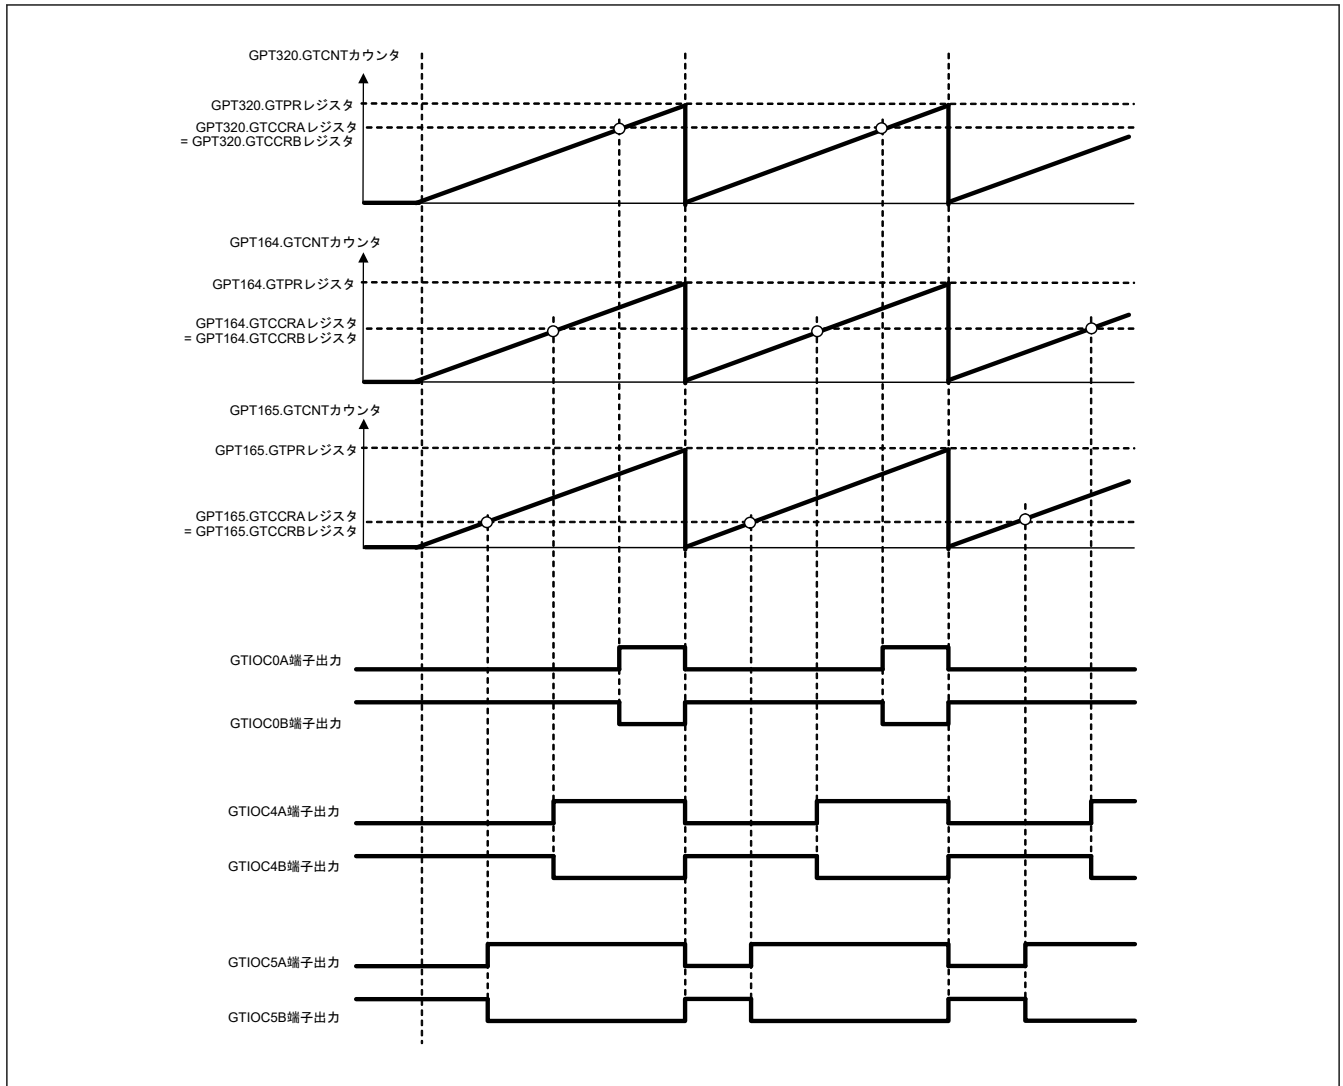 GPT320.GTCNTカウンタ
GPT320.GTPRレジスタ
GPT320.GTCCRAレジスタ
= GPT320.GTCCRBレジスタ
GPT164.GTCNTカウンタ
GPT164.GTPRレジスタ
GPT164.GTCCRAレジスタ
= GPT164.GTCCRBレジスタ
GPT165.GTCNTカウンタ
GPT165.GTPRレジスタ
GPT165.GTCCRAレジスタ
= GPT165.GTCCRBレジスタ
GTIOC0A端子出力
GTIOC0B端子出力
GTIOC4A端子出力
GTIOC4B端子出力
GTIOC5A端子出力
GTIOC5B端子出力